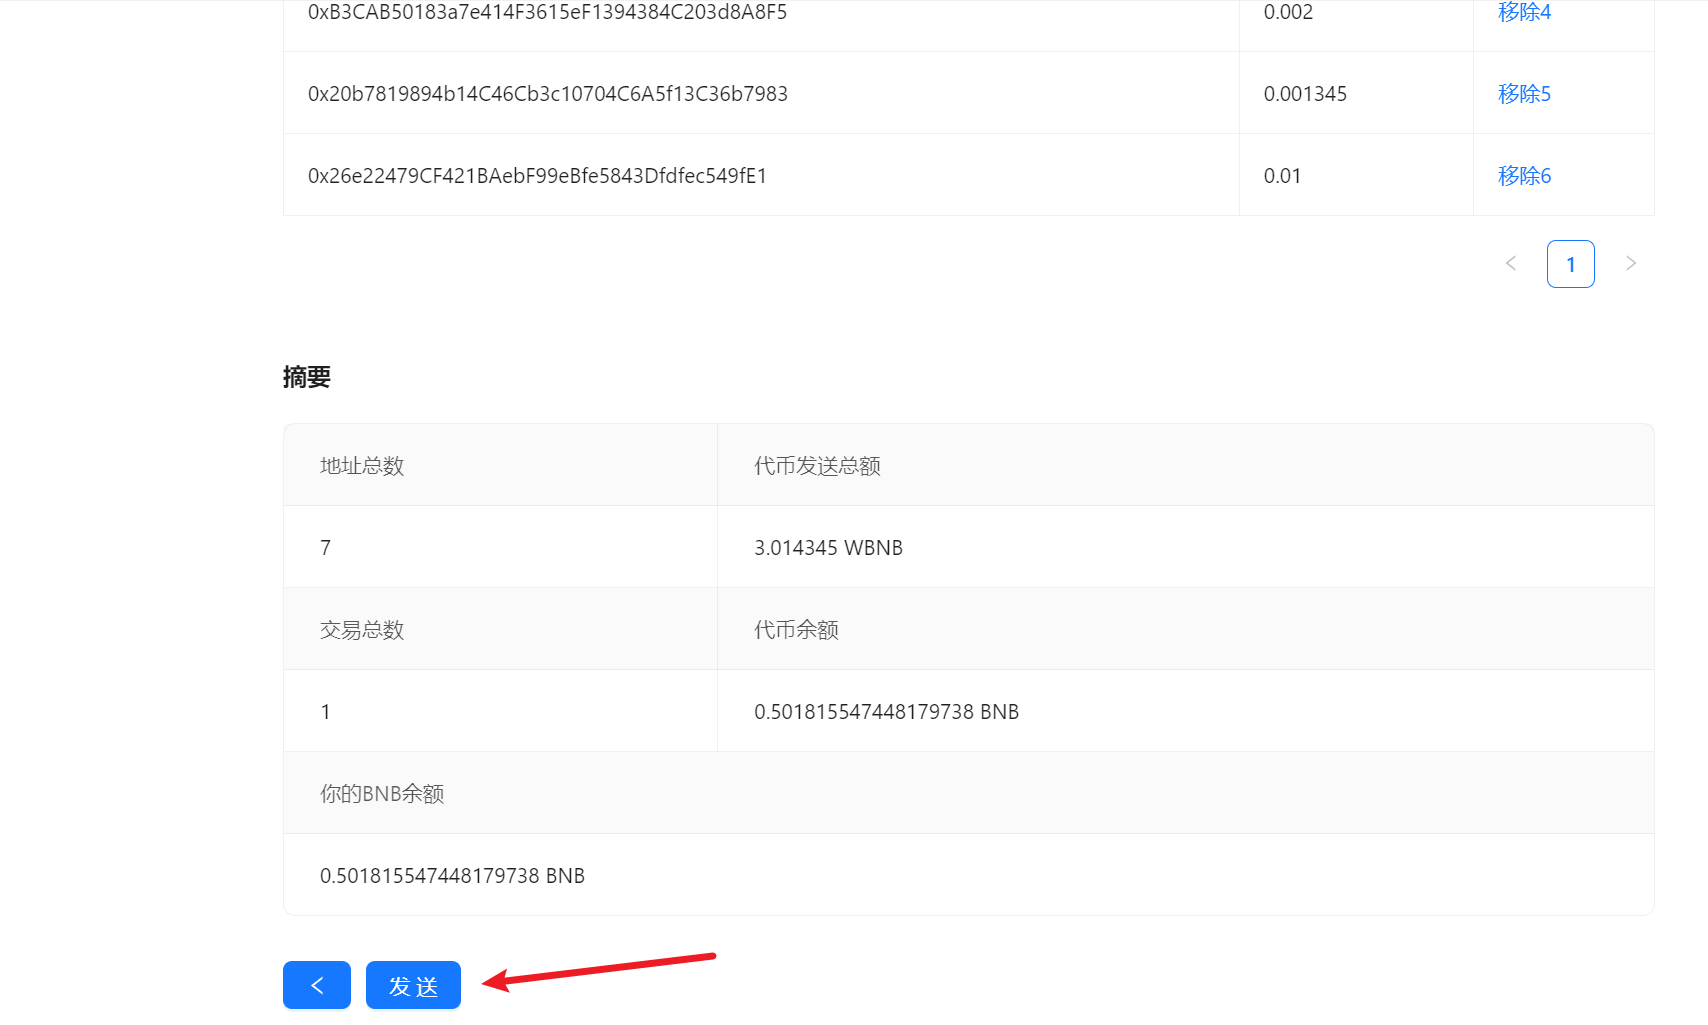 0xB3CAB50183a7e414F3615eF1394384C203d8A8F5 0.002 移除4
0x20b7819894b14C46Cb3c10704C6A5f13C36b7983 0.001345 移除5
0x26e22479CF421BAebF99eBfe5843Dfdfec549fE1 0.01 移除6
< 1 >
摘要
地址总数 代币发送总额
7 3.014345 WBNB
交易总数 代币余额
1 0.501815547448179738 BNB
你的BNB余额
0.501815547448179738 BNB
< 发送